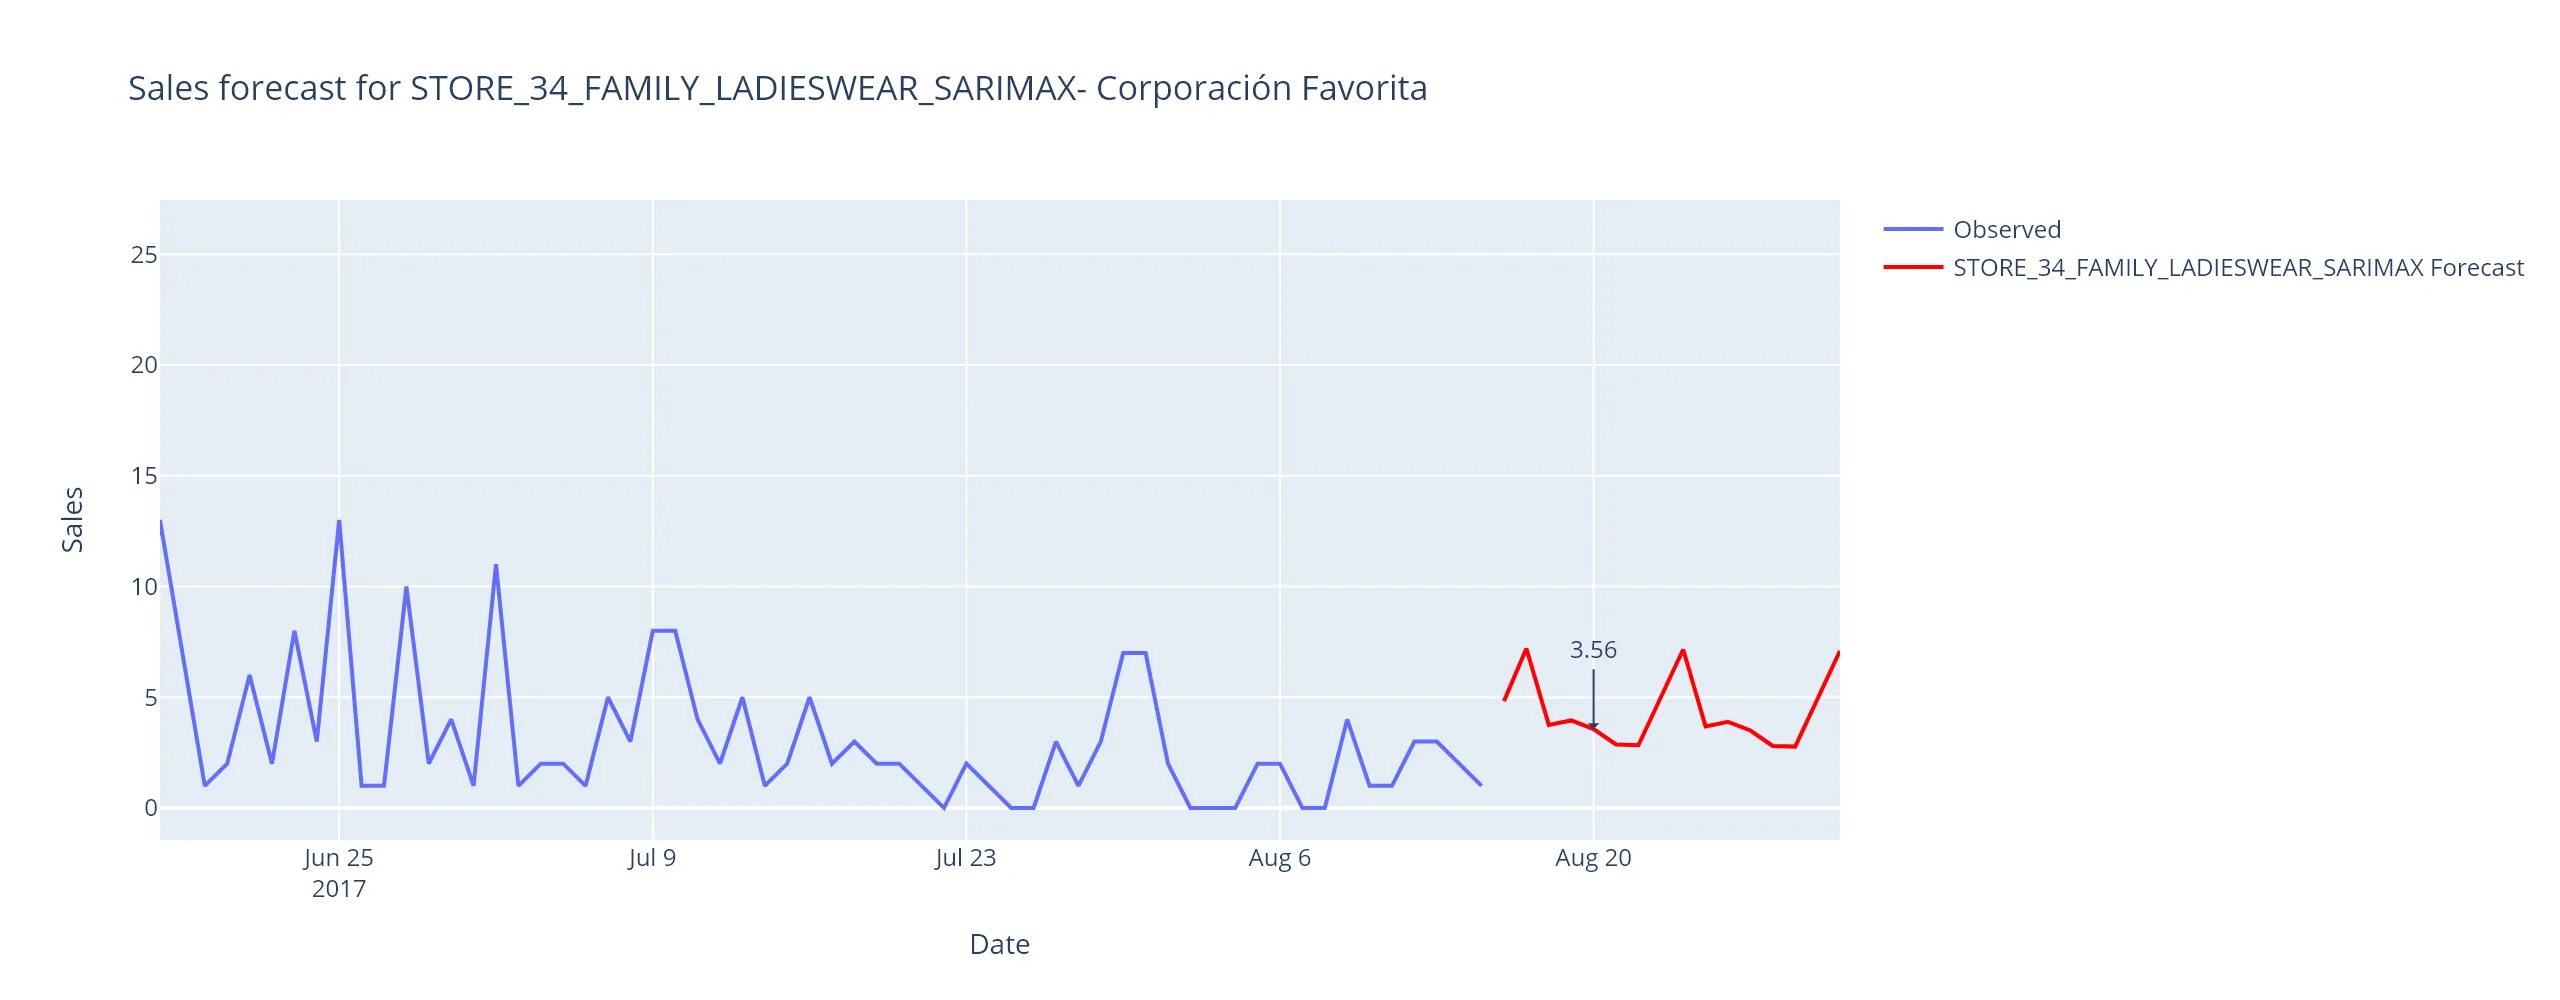 Sales forecast for STORE_34_FAMILY_LADIESWEAR_SARIMAX- Corporación Favorita
Observed
STORE_34_FAMILY_LADIESWEAR_SARIMAX Forecast
25
20
15
10
5
0
Sales
3.56
Jun 25
2017
Jul 9
Jul 23
Aug 6
Aug 20
Date